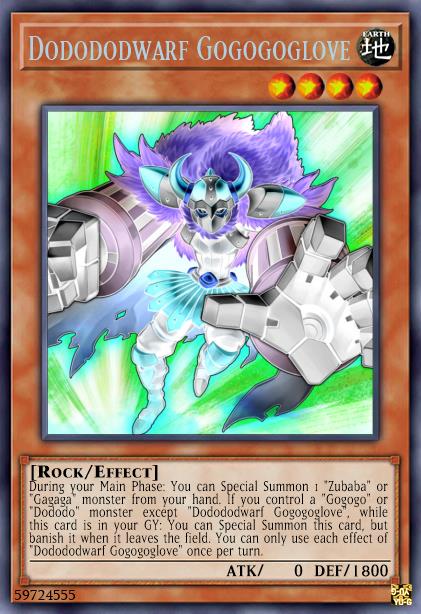 Dododowarf Gogogoglove
EARTH
地
[Rock/Effect]
During your Main Phase: You can Special Summon 1 "Zubaba" or
"Gagaga" monster from your hand. If you control a "Gogogo" or
"Dododo" monster except "Dodododwarf Gogogoglove", while
this card is in your GY: You can Special Summon this card, but
banish it when it leaves the field. You can only use each effect of
"Dodododwarf Gogogoglove" once per turn.
ATK/ 0 DEF/1800
59724555